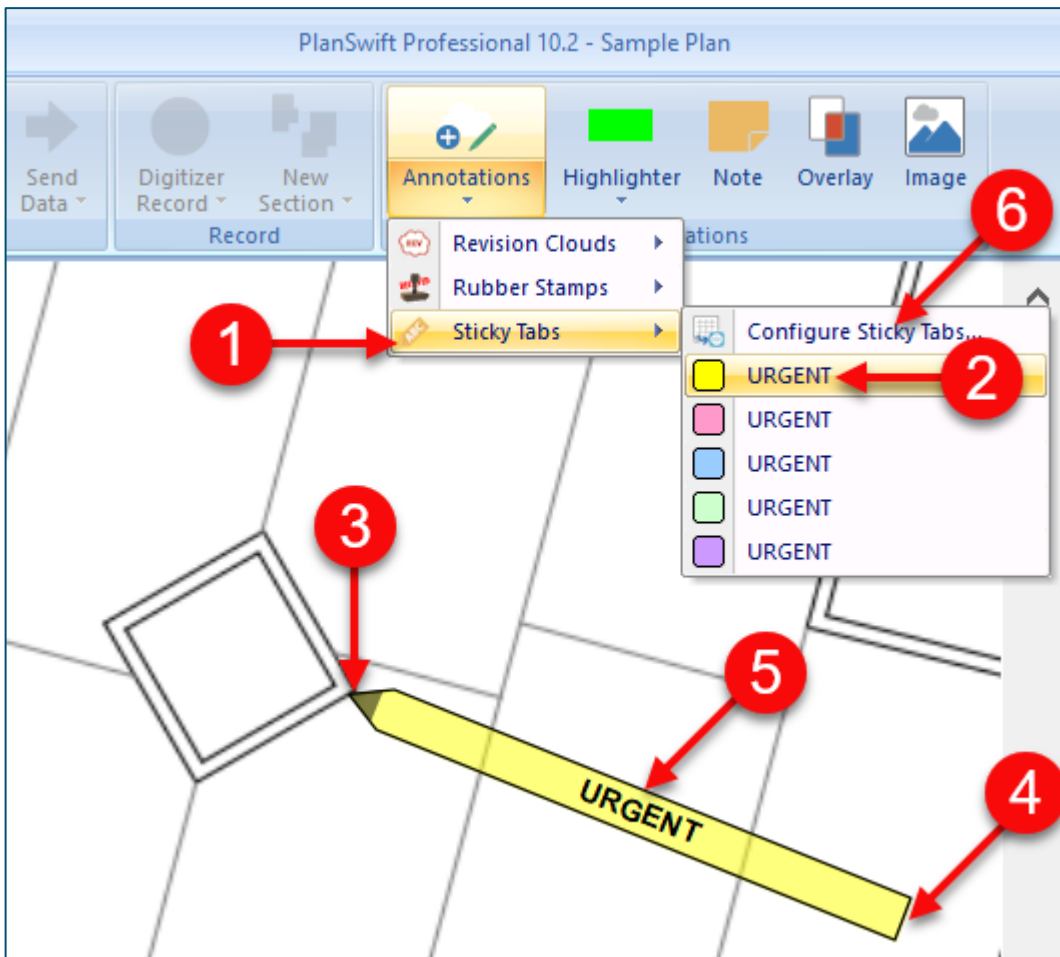 PlanSwift Professional 10.2 - Sample Plan
Send Data
Digitizer Record
New Section
Annotations
Highlighter
Note
Overlay
Image
Record
ations
REV
Revision Clouds
Rubber Stamps
Sticky Tabs
Configure Sticky Tabs...
URGENT
URGENT
URGENT
URGENT
URGENT
1
2
3
4
5
6
URGENT